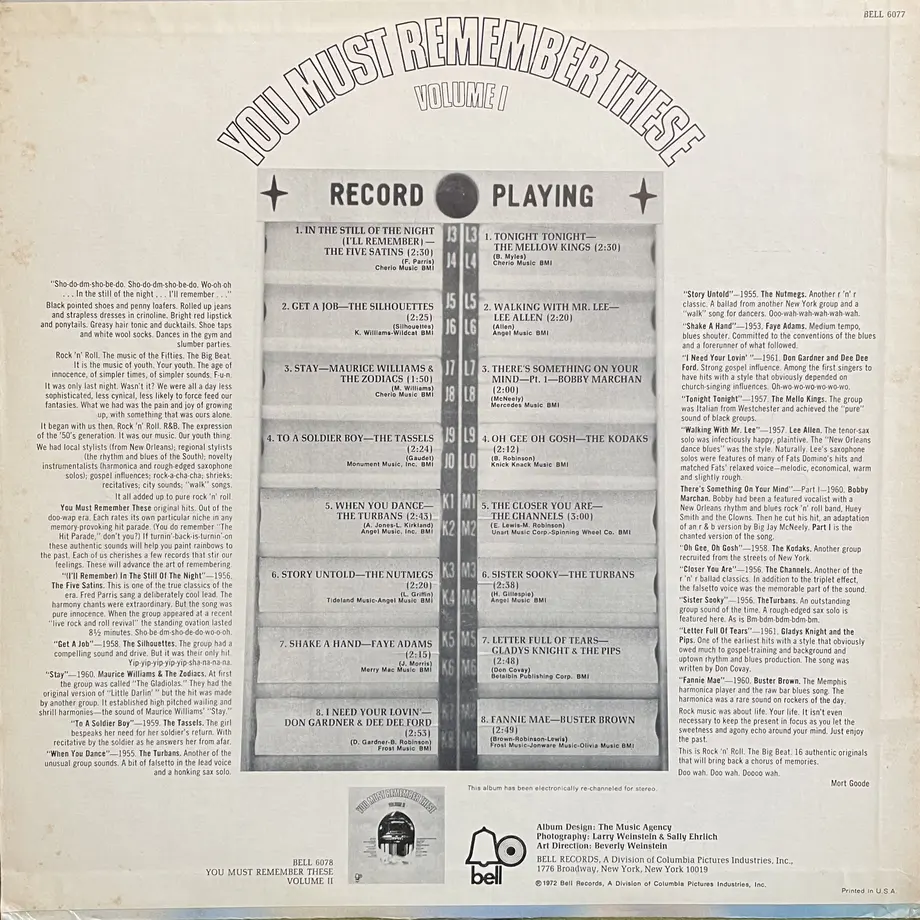 BELL 6077
YOU MUST REMEMBER THESE
VOLUME I
RECORD PLAYING
1. IN THE STILL OF THE NIGHT
(I'LL REMEMBER)—
THE FIVE SATINS (2:30)
(F. Parris)
Cherio Music BMI
2. GET A JOB—THE SILHOUETTES
(2:25)
(Silhouettes)
K. Williams-Wildcat BMI
3. STAY—MAURICE WILLIAMS &
THE ZODIACS (1:50)
(M. Williams)
Cherio Music BMI
4. TO A SOLDIER BOY—THE TASSELS
(2:24)
(Gaudet)
Monument Music, Inc. BMI
5. WHEN YOU DANCE—
THE TURBANS (2:43)
(A. Jones-L. Kirkland)
Angel Music, Inc. BMI
6. STORY UNTOLD—THE NUTMEGS
(2:20)
(L. Griffin)
Tideland Music-Angel Music BMI
7. SHAKE A HAND—FAYE ADAMS
(2:15)
(J. Morris)
Merry Mac Music BMI
8. I NEED YOUR LOVIN'—
DON GARDNER & DEE DEE FORD
(2:53)
(D. Gardner-B. Robinson)
Frost Music BMI
J3 L3
J4 L4
J5 L5
J6 L6
J7 L7
J8 L8
J9 L9
J0 L0
K1 M1
K2 M2
K3 M3
K4 M4
K5 M5
K6 M6
K7 M7
K8 M8
1. TONIGHT TONIGHT—
THE MELLOW KINGS (2:30)
(B. Myles)
Cherio Music BMI
2. WALKING WITH MR. LEE—
LEE ALLEN (2:20)
(Allen)
Angel Music BMI
3. THERE'S SOMETHING ON YOUR
MIND—Pt. 1—BOBBY MARCHAN
(2:00)
(McNeely)
Mercedes Music BMI
4. OH GEE OH GOSH—THE KODAKS
(2:12)
(B. Robinson)
Knick Knack Music BMI
5. THE CLOSER YOU ARE—
THE CHANNELS (3:00)
(E. Lewis-M. Robinson)
Unart Music Corp-Spinning Wheel Co. BMI
6. SISTER SOOKY—THE TURBANS
(2:38)
(H. Gillespie)
Angel Music BMI
7. LETTER FULL OF TEARS—
GLADYS KNIGHT & THE PIPS
(2:48)
(Don Covay)
Betalbin Publishing Corp. BMI
8. FANNIE MAE—BUSTER BROWN
(2:49)
(Brown-Robinson-Lewis)
Frost Music-Jonware Music-Olivia Music BMI
"Sho-do-dm-sho-be-do. Sho-do-dm-sho-be-do. Wo-oh oh
. . . In the still of the night . . . I'll remember . . ."
Black pointed shoes and penny loafers. Rolled up jeans
and strapless dresses in crinoline. Bright red lipstick
and ponytails. Greasy hair tonic and ducktails. Shoe taps
and white wool socks. Dances in the gym and
slumber parties.
Rock 'n' Roll. The music of the Fifties. The Big Beat.
It is the music of your youth. The age of
innocence, of simpler times, of simpler sounds. F-u-n.
It was only last night. Wasn't it? We were all a day less
sophisticated, less cynical, less likely to force feed our
fantasies. What we had was the pain and joy of growing
up, with something that was ours alone.
It began with us then. Rock 'n' Roll. R&B. The expression
of the '50's generation. It was our music. Our youth thing.
We had local stylists (from New Orleans); regional stylists
(the rhythm and blues of the South); novelty
instrumentalists (harmonica and rough-edged saxophone
solos); gospel influences; rock-a-cha-cha; shrieks;
recitatives; city sounds; "walk" songs.
It all added up to pure rock 'n' roll.
You Must Remember These original hits. Out of the
doo-wap era. Each rates its own particular niche in any
memory-provoking hit parade. (You do remember "The
Hit Parade," don't you?) If turnin'-back-is-turnin'-on
these authentic sounds will help you paint rainbows to
the past. Each of us cherishes a few records that stir our
feelings. These will advance the art of remembering.
"(I'll Remember) In The Still Of The Night"—1956,
The Five Satins. This is one of the true classics of the
era. Fred Parris sang a deliberately cool lead. The
harmony chants were extraordinary. But the song was
pure innocence. When the group appeared at a recent
"live rock and roll revival" the standing ovation lasted
8½ minutes. Sho-be-dm-sho-de-do-wo-o-oh.
"Get A Job"—1958, The Silhouettes. The group had a
compelling sound and drive. But it was their only hit.
Yip-yip-yip-yip-yip-sha-na-na-na.
"Stay"—1960. Maurice Williams & The Zodiacs. At first
the group was called "The Gladiolas." They had the
original version of "Little Darlin'" but the hit was made
by another group. It established high pitched wailing and
shrill harmonies—the sound of Maurice Williams' "Stay."
"To A Soldier Boy"—1959. The Tassels. The girl
bespeaks her need for her soldier's return. With
recitative by the soldier as he answers her from afar.
"When You Dance"—1955. The Turbans. Another of the
unusual group sounds. A bit of falsetto in the lead voice
and a honking sax solo.
"Story Untold"—1955. The Nutmegs. Another r 'n' r
classic. A ballad from another New York group and a
"walk" song for dancers. Ooo-wah-wah-wah-wah-wah.
"Shake A Hand"—1953, Faye Adams. Medium tempo,
blues shouter. Committed to the conventions of the blues
and a forerunner of what followed.
"I Need Your Lovin' "—1961. Don Gardner and Dee Dee
Ford. Strong gospel influence. Among the first singers to
have hits with a style that obviously depended on
church-singing influences. Oh-wo-wo-wo-wo-wo-wo.
"Tonight Tonight"—1957. The Mello Kings. The group
was Italian from Westchester and achieved the "pure"
sound of black groups.
"Walking With Mr. Lee"—1957. Lee Allen. The tenor-sax
solo was infectiously happy, plaintive. The "New Orleans
dance blues" was the style. Naturally. Lee's saxophone
solos were features of many of Fats Domino's hits and
matched Fats' relaxed voice—melodic, economical, warm
and slightly rough.
There's Something On Your Mind"—Part I—1960. Bobby
Marchan. Bobby had been a featured vocalist with a
New Orleans rhythm and blues rock 'n' roll band, Huey
Smith and the Clowns. Then he cut his hit, an adaptation
of an r & b version by Big Jay McNeely. Part I is the
chanted version of the song.
"Oh Gee, Oh Gosh"—1958. The Kodaks. Another group
recruited from the streets of New York.
"Closer You Are"—1956, The Channels. Another of the
r 'n' r ballad classics. In addition to the triplet effect,
the falsetto voice was the memorable part of the sound.
"Sister Sooky"—1956, The Turbans. An outstanding
group sound of the time. A rough-edged sax solo is
featured here. As is Bm-bdm-bdm-bdm-bdm-bm.
"Letter Full Of Tears"—1961. Gladys Knight and the
Pips. One of the earliest hits with a style that obviously
owed much to gospel-training and background and
uptown rhythm and blues production. The song was
written by Don Covay.
"Fannie Mae"—1960, Buster Brown. The Memphis
harmonica player and the raw bar blues song. The
harmonica was a rare sound on rockers of the day.
Rock music was about life. Your life. It isn't even
necessary to keep the present in focus as you let the
sweetness and agony echo around your mind. Just enjoy
the past.
This is Rock 'n' Roll. The Big Beat. 16 authentic originals
that will bring back a chorus of memories.
Doo wah. Doo wah. Doooo wah.
Mort Goode
This album has been electronically re-channeled for stereo.
YOU MUST REMEMBER THESE
VOLUME II
BELL 6078
YOU MUST REMEMBER THESE
VOLUME II
bell
Album Design: The Music Agency
Photography: Larry Weinstein & Sally Ehrlich
Art Direction: Beverly Weinstein
BELL RECORDS, A Division of Columbia Pictures Industries, Inc.,
1776 Broadway, New York, New York 10019
℗1972 Bell Records, A Division of Columbia Pictures Industries, Inc.
Printed in U.S.A.